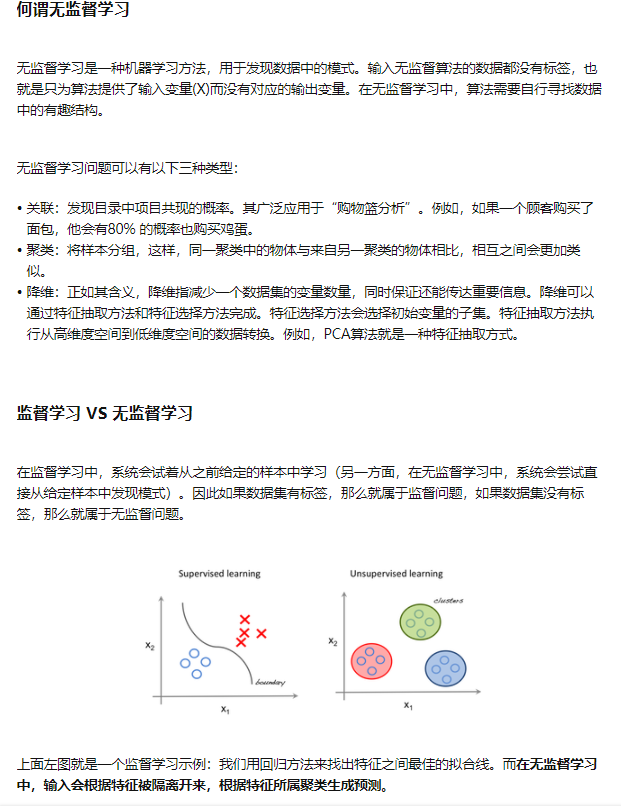 何谓无监督学习
无监督学习是一种机器学习方法，用于发现数据中的模式。输入无监督算法的数据都没有标签，也
就是只为算法提供了输入变量(X)而没有对应的输出变量。在无监督学习中，算法需要自行寻找数据
中的有趣结构。
无监督学习问题可以有以下三种类型：
• 关联：发现目录中项目共现的概率。其广泛应用于“购物篮分析”。例如，如果一个顾客购买了
面包，他会有80% 的概率也购买鸡蛋。
• 聚类：将样本分组，这样，同一聚类中的物体与来自另一聚类的物体相比，相互之间会更加类
似。
• 降维：正如其含义，降维指减少一个数据集的变量数量，同时保证还能传达重要信息。降维可以
通过特征抽取方法和特征选择方法完成。特征选择方法会选择初始变量的子集。特征抽取方法执
行从高维度空间到低维度空间的数据转换。例如，PCA算法就是一种特征抽取方式。
监督学习 VS 无监督学习
在监督学习中，系统会试着从之前给定的样本中学习（另一方面，在无监督学习中，系统会尝试直
接从给定样本中发现模式）。因此如果数据集有标签，那么就属于监督问题，如果数据集没有标
签，那么就属于无监督问题。
Supervised learning
X2
boundary
X1
Unsupervised learning
clusters
X2
X1
上面左图就是一个监督学习示例：我们用回归方法来找出特征之间最佳的拟合线。而在无监督学习
中，输入会根据特征被隔离开来，根据特征所属聚类生成预测。